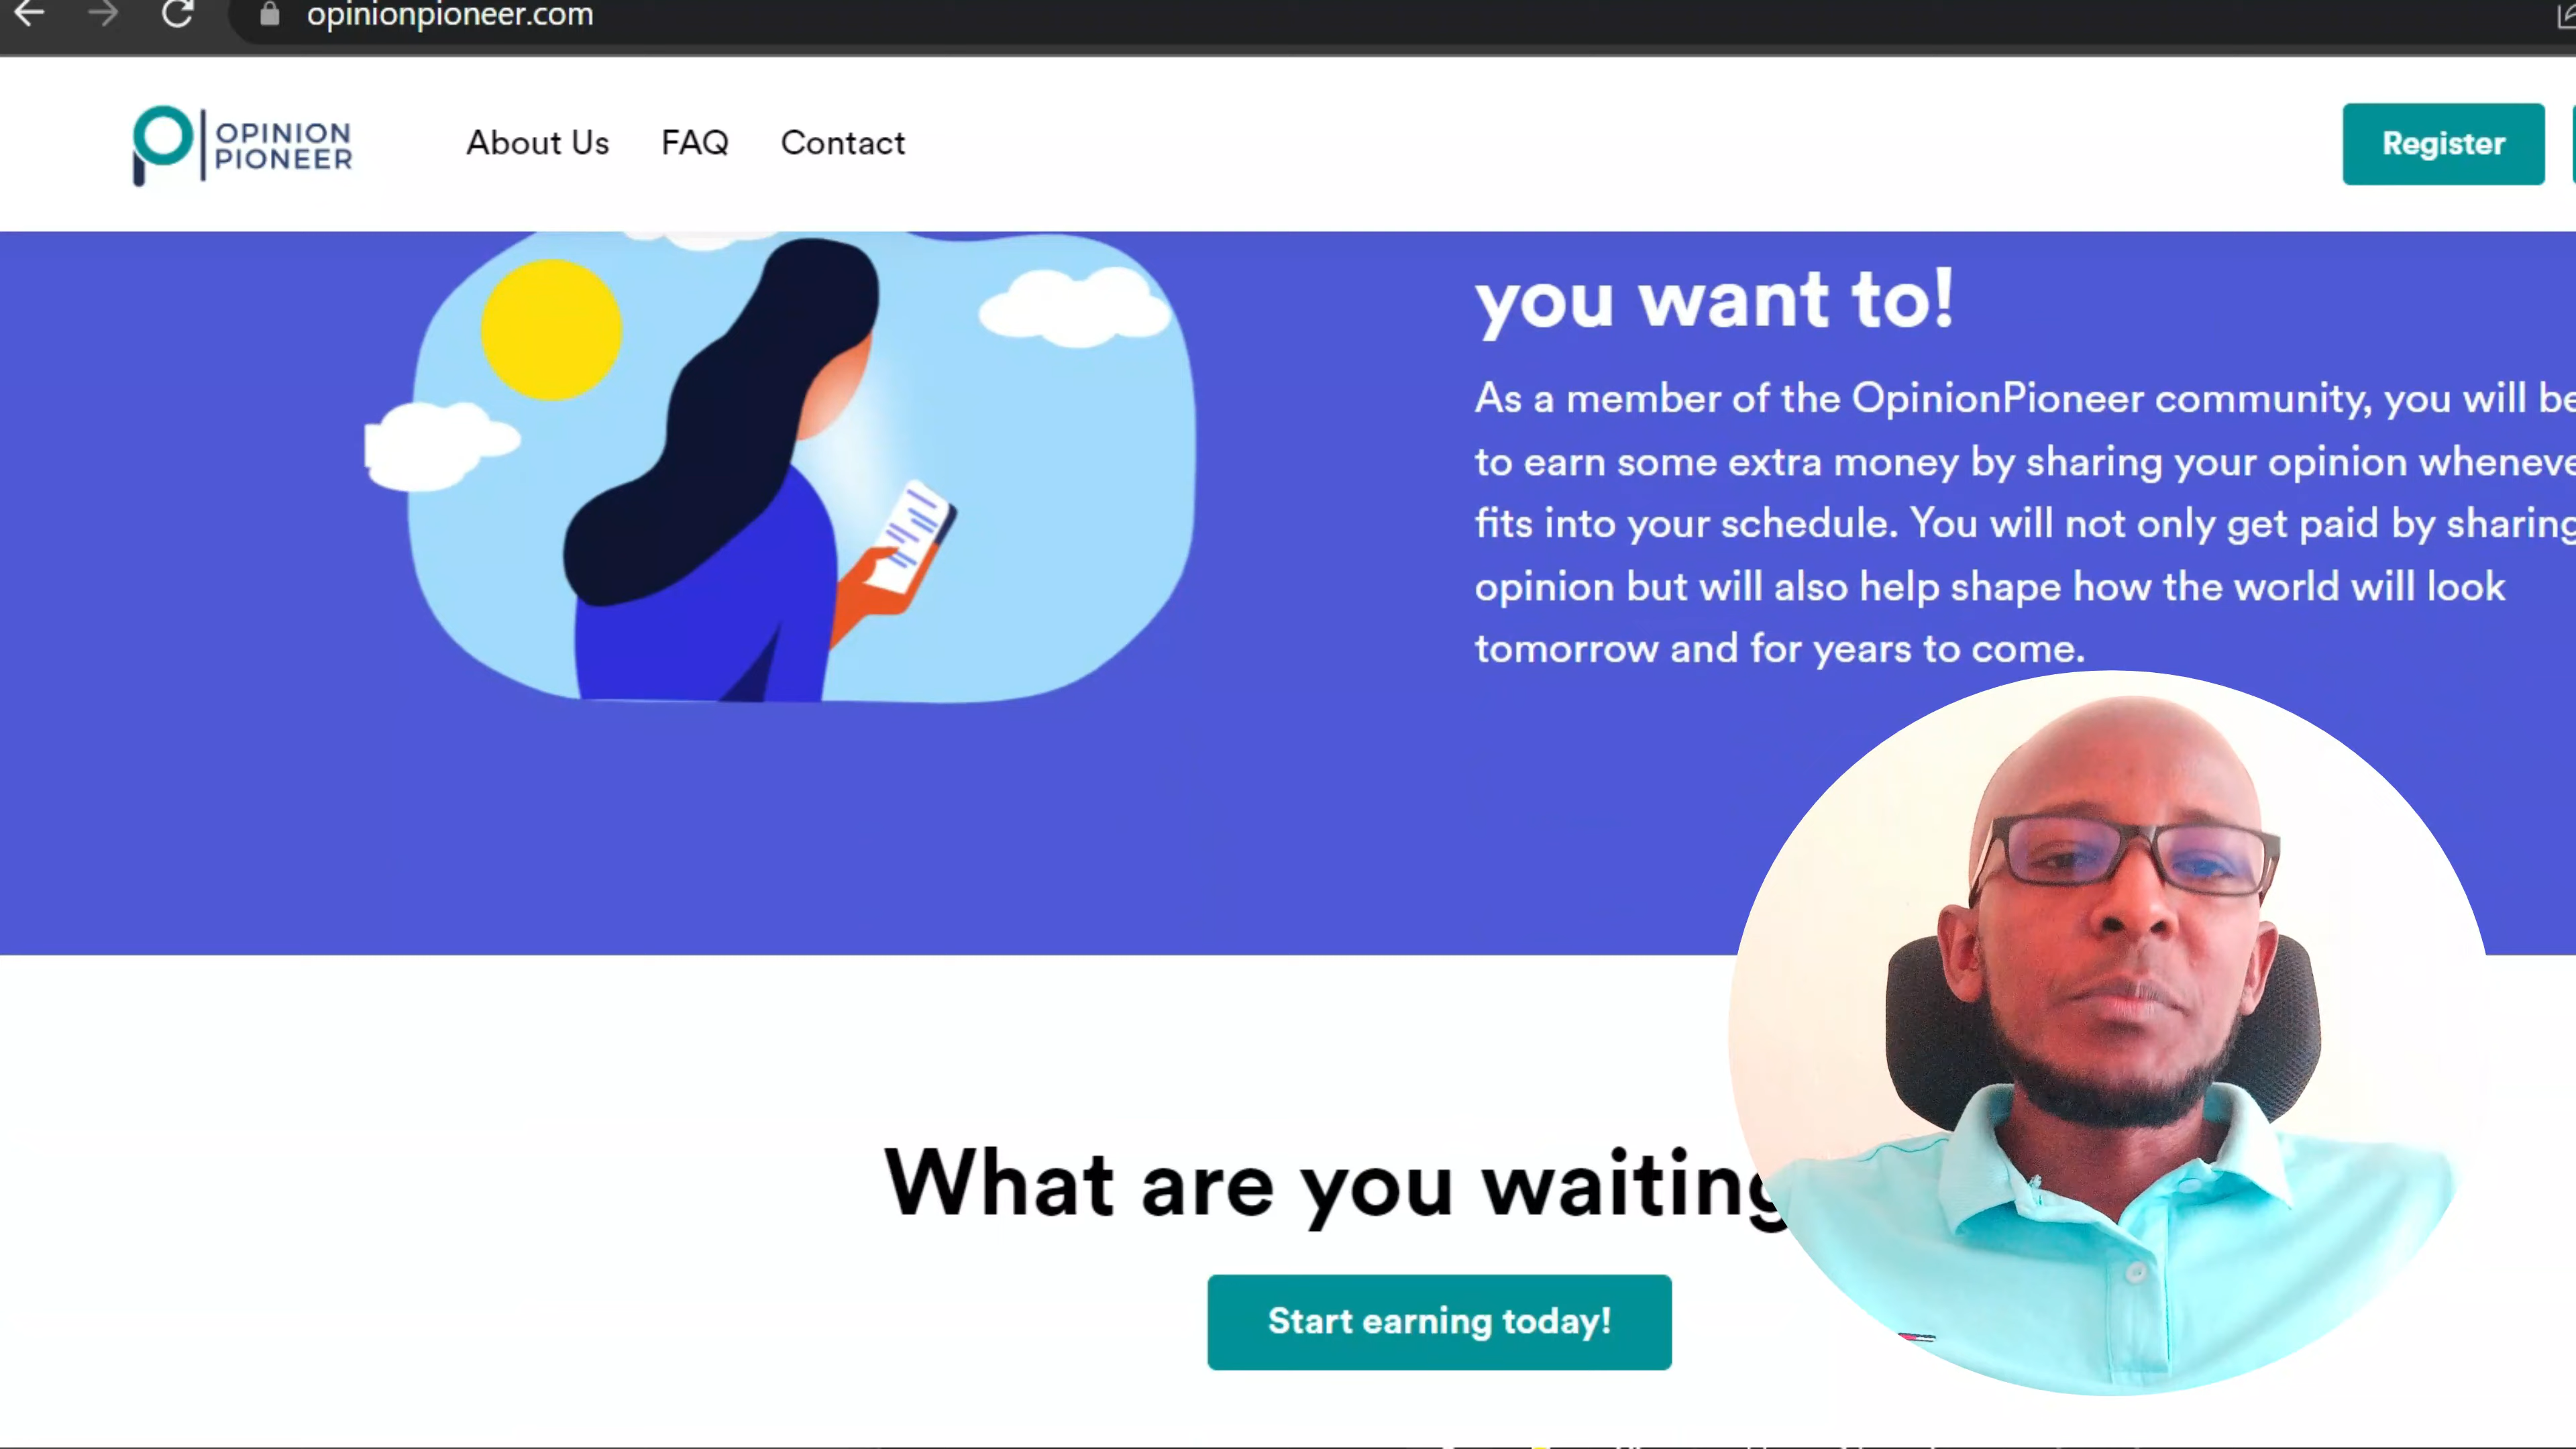 opinionpioneer.com
OPINION
PIONEER
About Us
FAQ
Contact
Register
you want to!
As a member of the OpinionPioneer community, you will be
to earn some extra money by sharing your opinion
fits into your schedule. You will not only get paid by sharing
opinion but will also help shape how the world will look
tomorrow and for years to come.
What are you waiting
Start earning today!